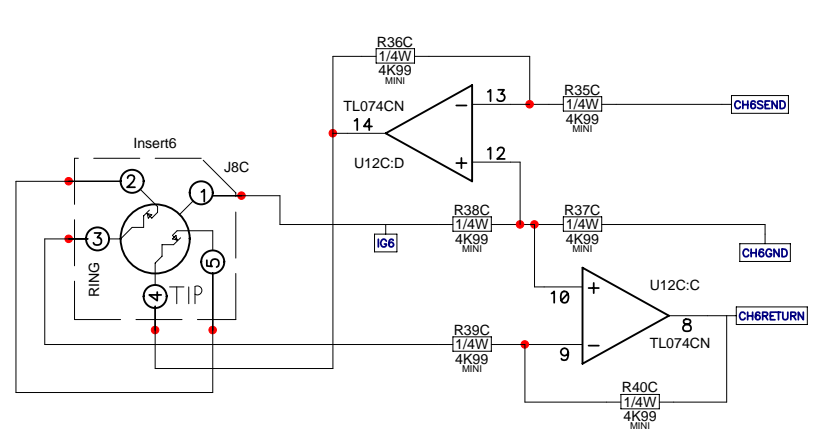 R36C
1/4W
4K99
MINI
TL074CN
13
R35C
1/4W
4K99
MINI
CH6SEND
14
U12C:D
12
Insert6
J8C
2
1
3
5
4
RING
TIP
IG6
R38C
1/4W
4K99
MINI
R37C
1/4W
4K99
MINI
CH6GND
10
U12C:C
8
CH6RETURN
TL074CN
9
R39C
1/4W
4K99
MINI
R40C
1/4W
4K99
MINI